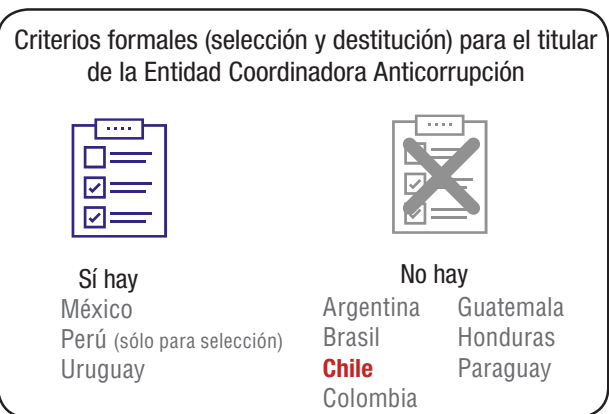 Criterios formales (selección y destitución) para el titular
de la Entidad Coordinadora Anticorrupción
Sí hay
México
Perú (sólo para selección)
Uruguay
No hay
Argentina
Brasil
Chile
Colombia
Guatemala
Honduras
Paraguay